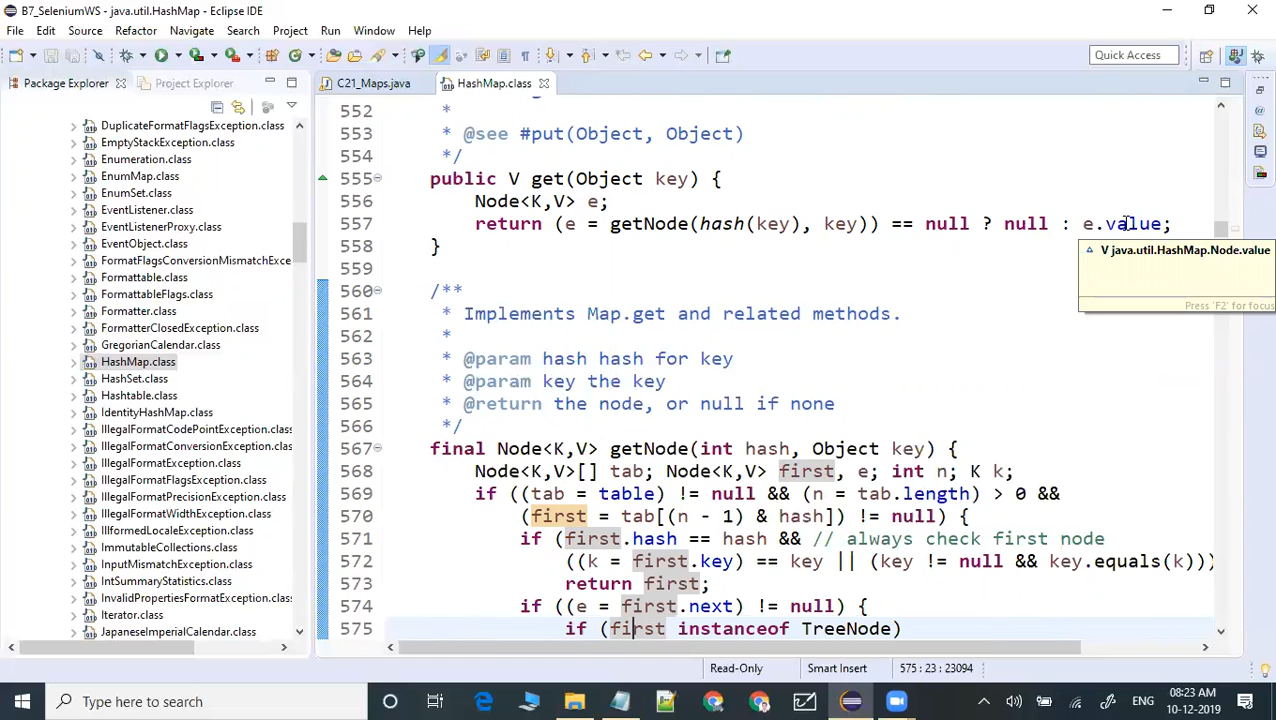 B7_SeleniumWS - java.util.HashMap - Eclipse IDE
File Edit Source Refactor Navigate Search Project Run Window Help
Quick Access
Package Explorer
Project Explorer
C21_Maps.java
HashMap.class
DuplicateFormatFlagsException.class
EmptyStackException.class
Enumeration.class
EnumMap.class
EnumSet.class
EventListener.class
EventListenerProxy.class
EventObject.class
FormatFlagsConversionMismatchExce
Formattable.class
FormattableFlags.class
Formatter.class
FormatterClosedException.class
GregorianCalendar.class
HashMap.class
HashSet.class
Hashtable.class
IdentityHashMap.class
IllegalFormatCodePointException.class
IllegalFormatConversionException.class
IllegalFormatException.class
IllegalFormatFlagsException.class
IllegalFormatPrecisionException.class
IllegalFormatWidthException.class
IllformedLocaleException.class
ImmutableCollections.class
InputMismatchException.class
IntSummaryStatistics.class
InvalidPropertiesFormatException.class
Iterator.class
JapaneseImperialCalendar.class
552 *
553 * @see #put(Object, Object)
554 */
555 public V get(Object key) {
556 Node<K,V> e;
557 return (e = getNode(hash(key), key)) == null ? null : e.value;
558 }
559
560 /**
561 * Implements Map.get and related methods.
562 *
563 * @param hash hash for key
564 * @param key the key
565 * @return the node, or null if none
566 */
567 final Node<K,V> getNode(int hash, Object key) {
568 Node<K,V>[] tab; Node<K,V> first, e; int n; K k;
569 if ((tab = table) != null && (n = tab.length) > 0 &&
570 (first = tab[(n - 1) & hash]) != null) {
571 if (first.hash == hash && // always check first node
572 ((k = first.key) == key || (key != null && key.equals(k)))
573 return first;
574 if ((e = first.next) != null) {
575 if (first instanceof TreeNode)
V java.util.HashMap.Node.value
Press 'F2' for focus
Read-Only
Smart Insert
575 : 23 : 23094
Type here to search
ENG
08:23 AM
10-12-2019